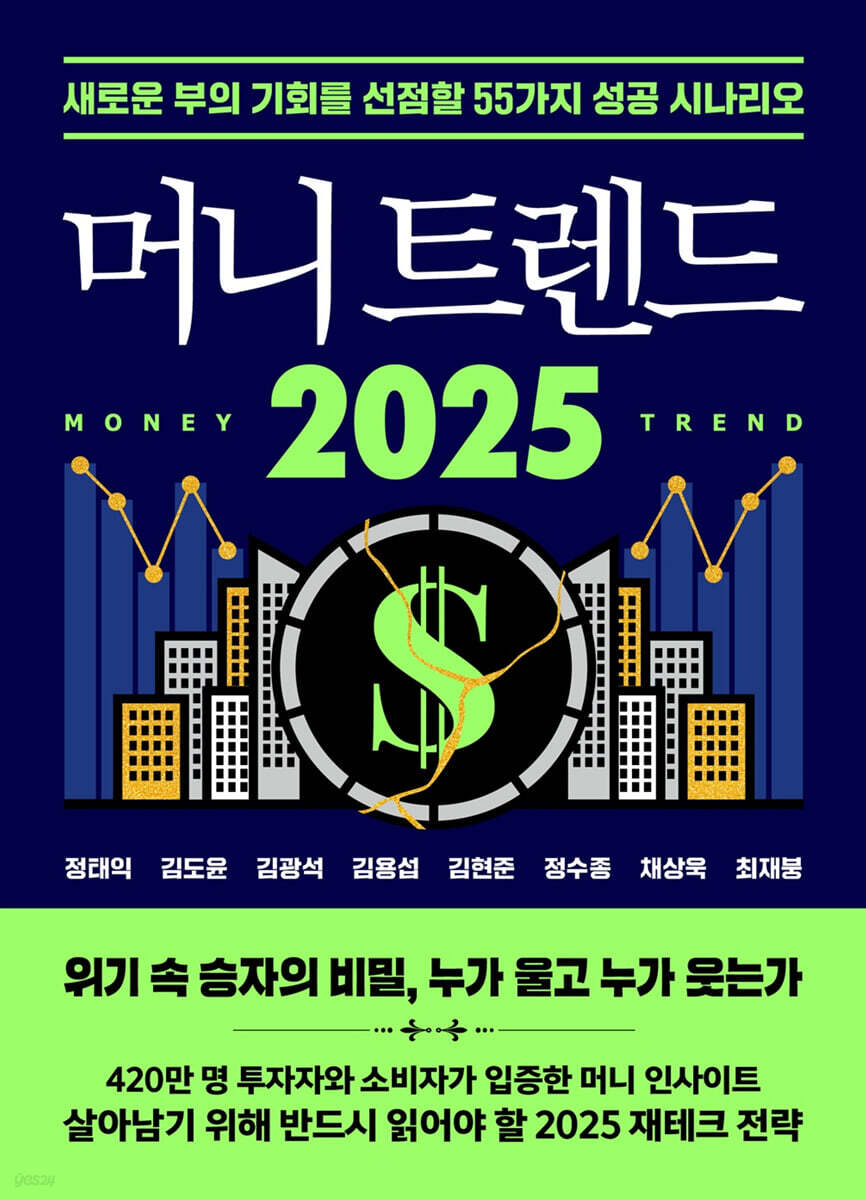 새로운 부의 기회를 선점할 55가지 성공 시나리오
머니 트렌드
MONEY 2025 TREND
$
정태익 김도윤 김광석 김용섭 김현준 정수종 채상욱 최재붕
위기 속 승자의 비밀, 누가 울고 누가 웃는가
420만 명 투자자와 소비자가 입증한 머니 인사이트
살아남기 위해 반드시 읽어야 할 2025 재테크 전략
yes24